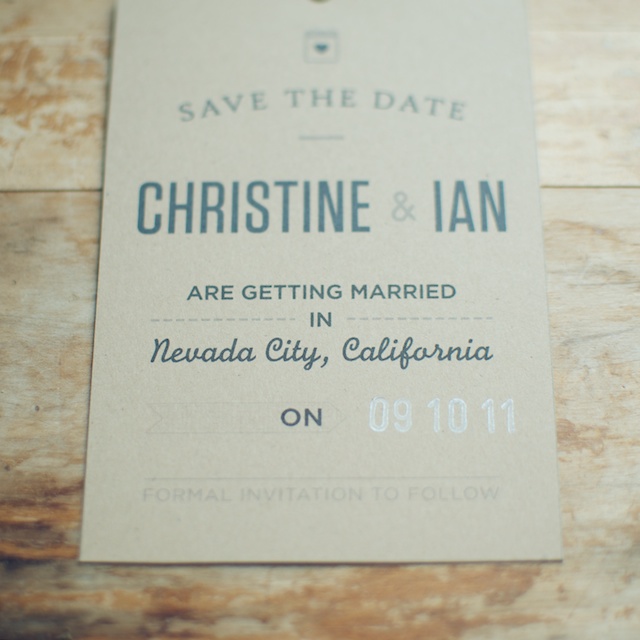 SAVE THE DATE
CHRISTINE & IAN
ARE GETTING MARRIED
IN
Nevada City, California
ON 09 10 11
FORMAL INVITATION TO FOLLOW